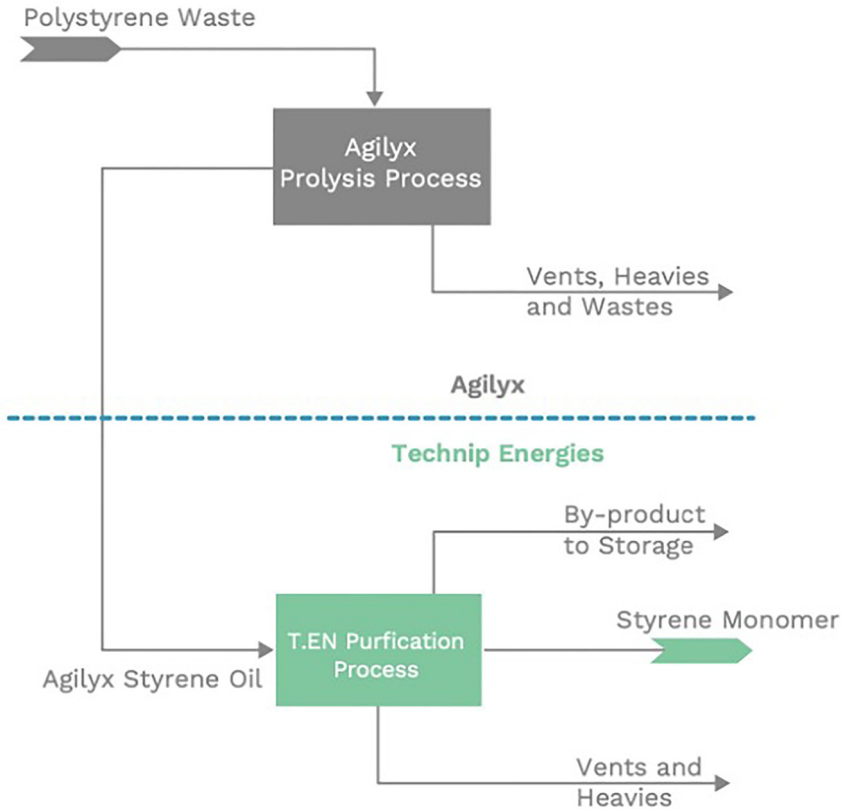 Polystyrene Waste
Agilyx
Prolysis Process
Vents, Heavies
and Wastes
Agilyx
Technip Energies
By-product
to Storage
Styrene Monomer
T.EN Purfication
Process
Agilyx Styrene Oil
Vents and
Heavies